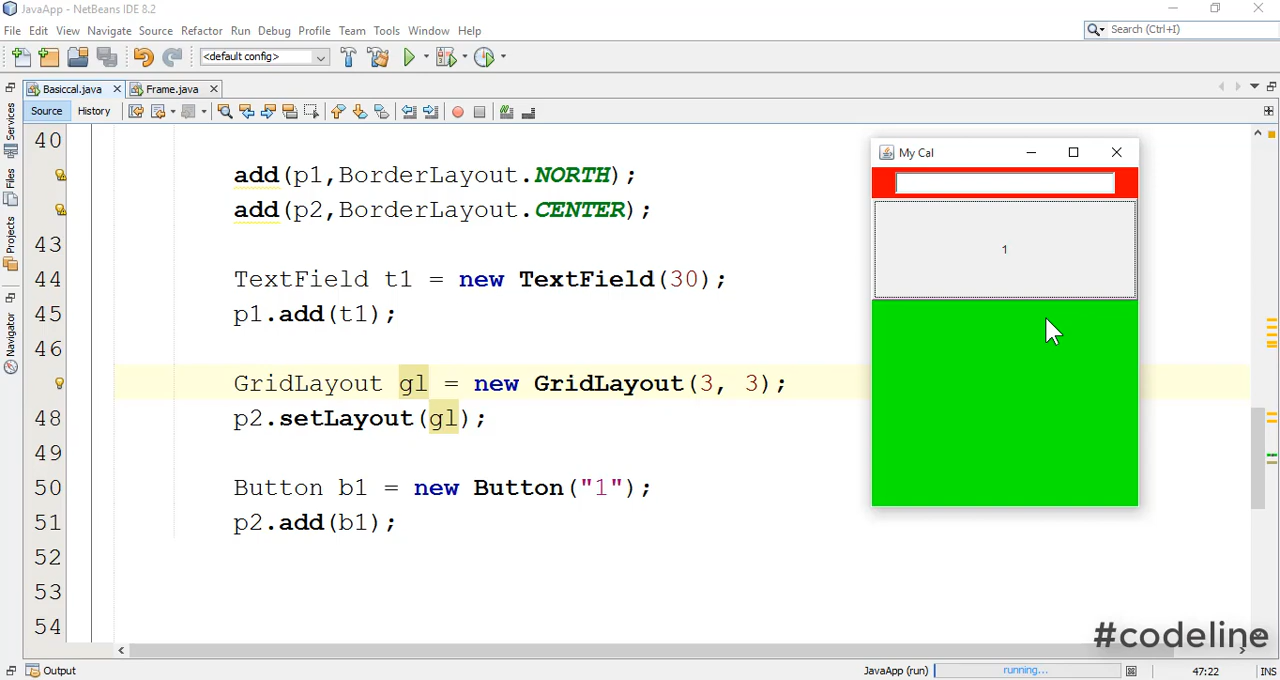 JavaApp - NetBeans IDE 8.2
File Edit View Navigate Source Refactor Run Debug Profile Team Tools Window Help
Search (Ctrl+I)
<default config>
Basiccal.java
Frame.java
Source History
Services
Files
Projects
Navigator
40
add(p1,BorderLayout.NORTH);
add(p2,BorderLayout.CENTER);
43
44 TextField t1 = new TextField(30);
45 p1.add(t1);
46
GridLayout gl = new GridLayout(3, 3);
48 p2.setLayout(gl);
49
50 Button b1 = new Button("1");
51 p2.add(b1);
52
53
54
My Cal
1
#codeline
Output
JavaApp (run)
running...
47:22
INS